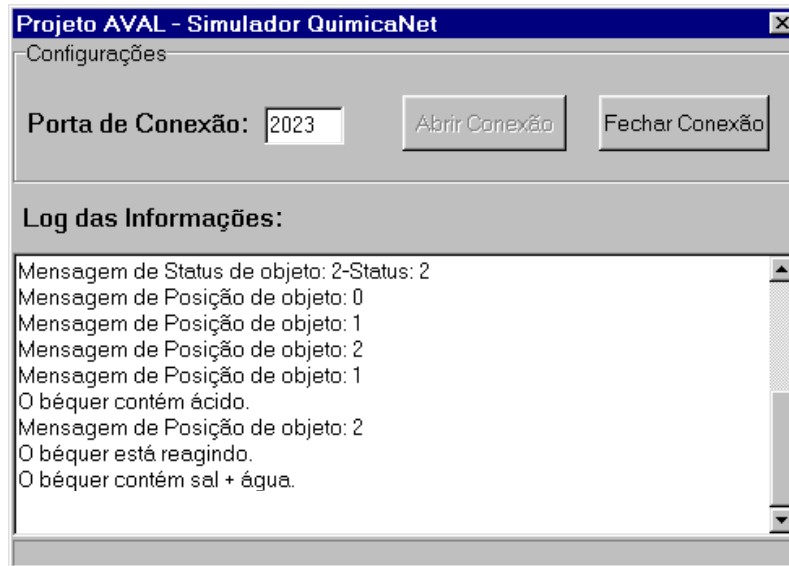 Projeto AVAL - Simulador QuimicaNet
Configurações
Porta de Conexão: 2023 Abrir Conexão Fechar Conexão
Log das Informações:
Mensagem de Status de objeto: 2-Status: 2
Mensagem de Posição de objeto: 0
Mensagem de Posição de objeto: 1
Mensagem de Posição de objeto: 2
Mensagem de Posição de objeto: 1
O béquer contém ácido.
Mensagem de Posição de objeto: 2
O béquer está reagindo.
O béquer contém sal + água.